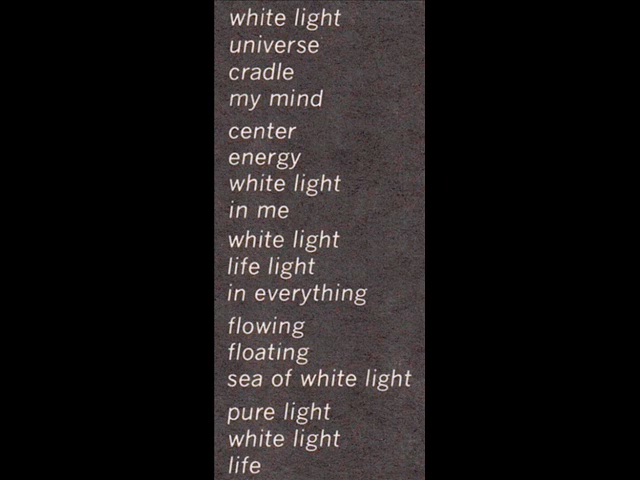 white light
universe
cradle
my mind
center
energy
white light
in me
white light
life light
in everything
flowing
floating
sea of white light
pure light
white light
life